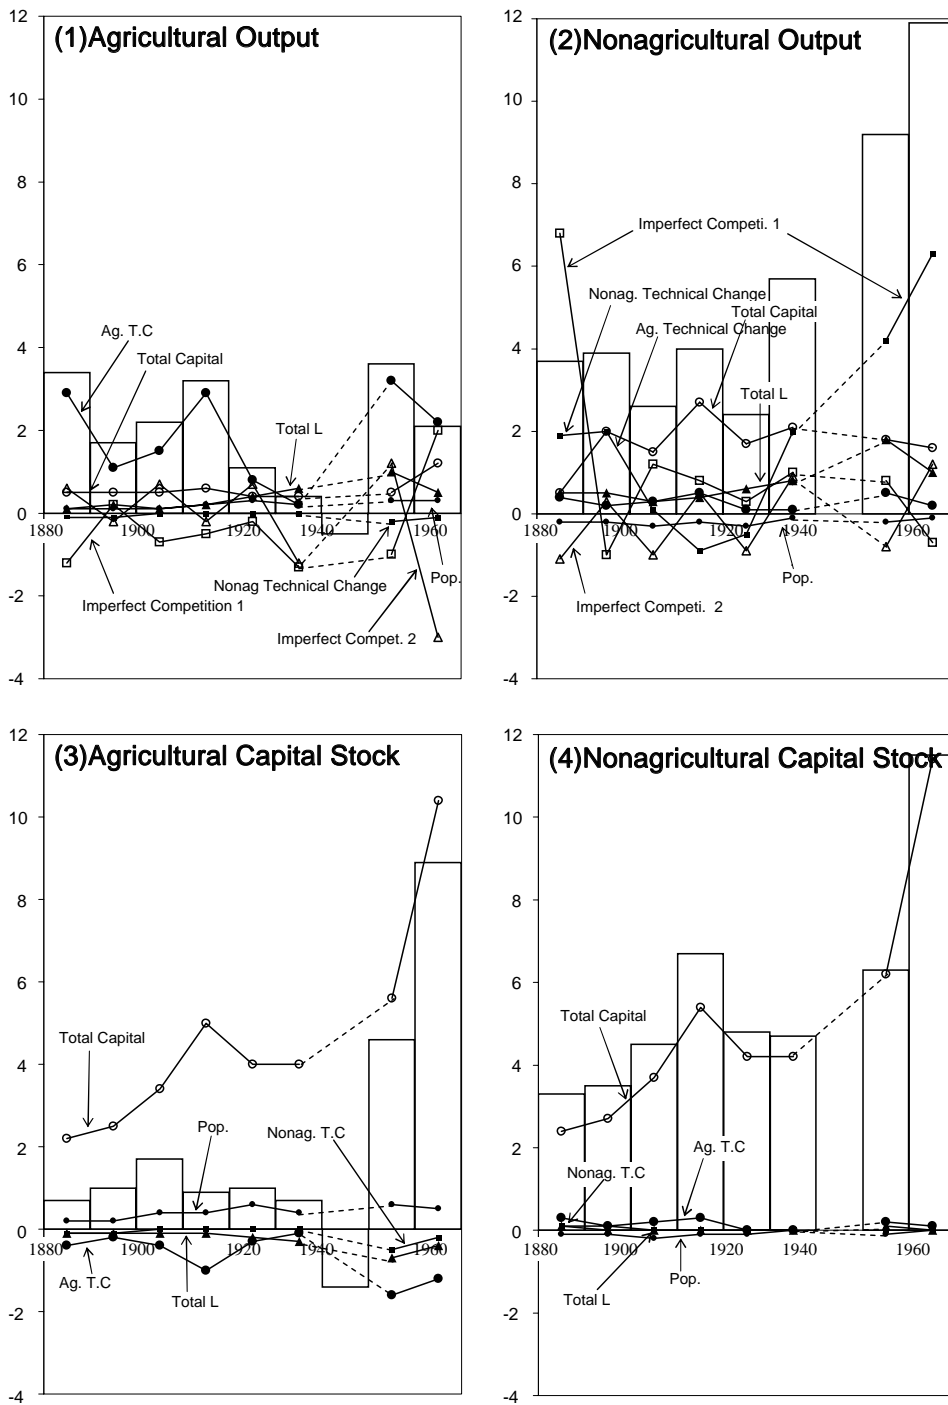 (1)Agricultural Output
12
10
8
6
4
2
0
-2
-4
Ag. T.C
Total Capital
Total L
1880
1900
1920
1940
1960
Nonag Technical Change
Pop.
Imperfect Competition 1
Imperfect Compet. 2
(2)Nonagricultural Output
12
10
8
6
4
2
0
-2
-4
Imperfect Competi. 1
Nonag. Technical Change
Total Capital
Ag. Technical Change
Total L
1880
1900
1920
1940
1960
Pop.
Imperfect Competi. 2
(3)Agricultural Capital Stock
12
10
8
6
4
2
0
-2
-4
Total Capital
Pop.
Nonag. T.C
1880
1900
1920
1940
1960
Ag. T.C
Total L
(4)Nonagricultural Capital Stock
12
10
8
6
4
2
0
-2
-4
Total Capital
Ag. T.C
Nonag. T.C
1880
1900
1920
1940
1960
Total L
Pop.